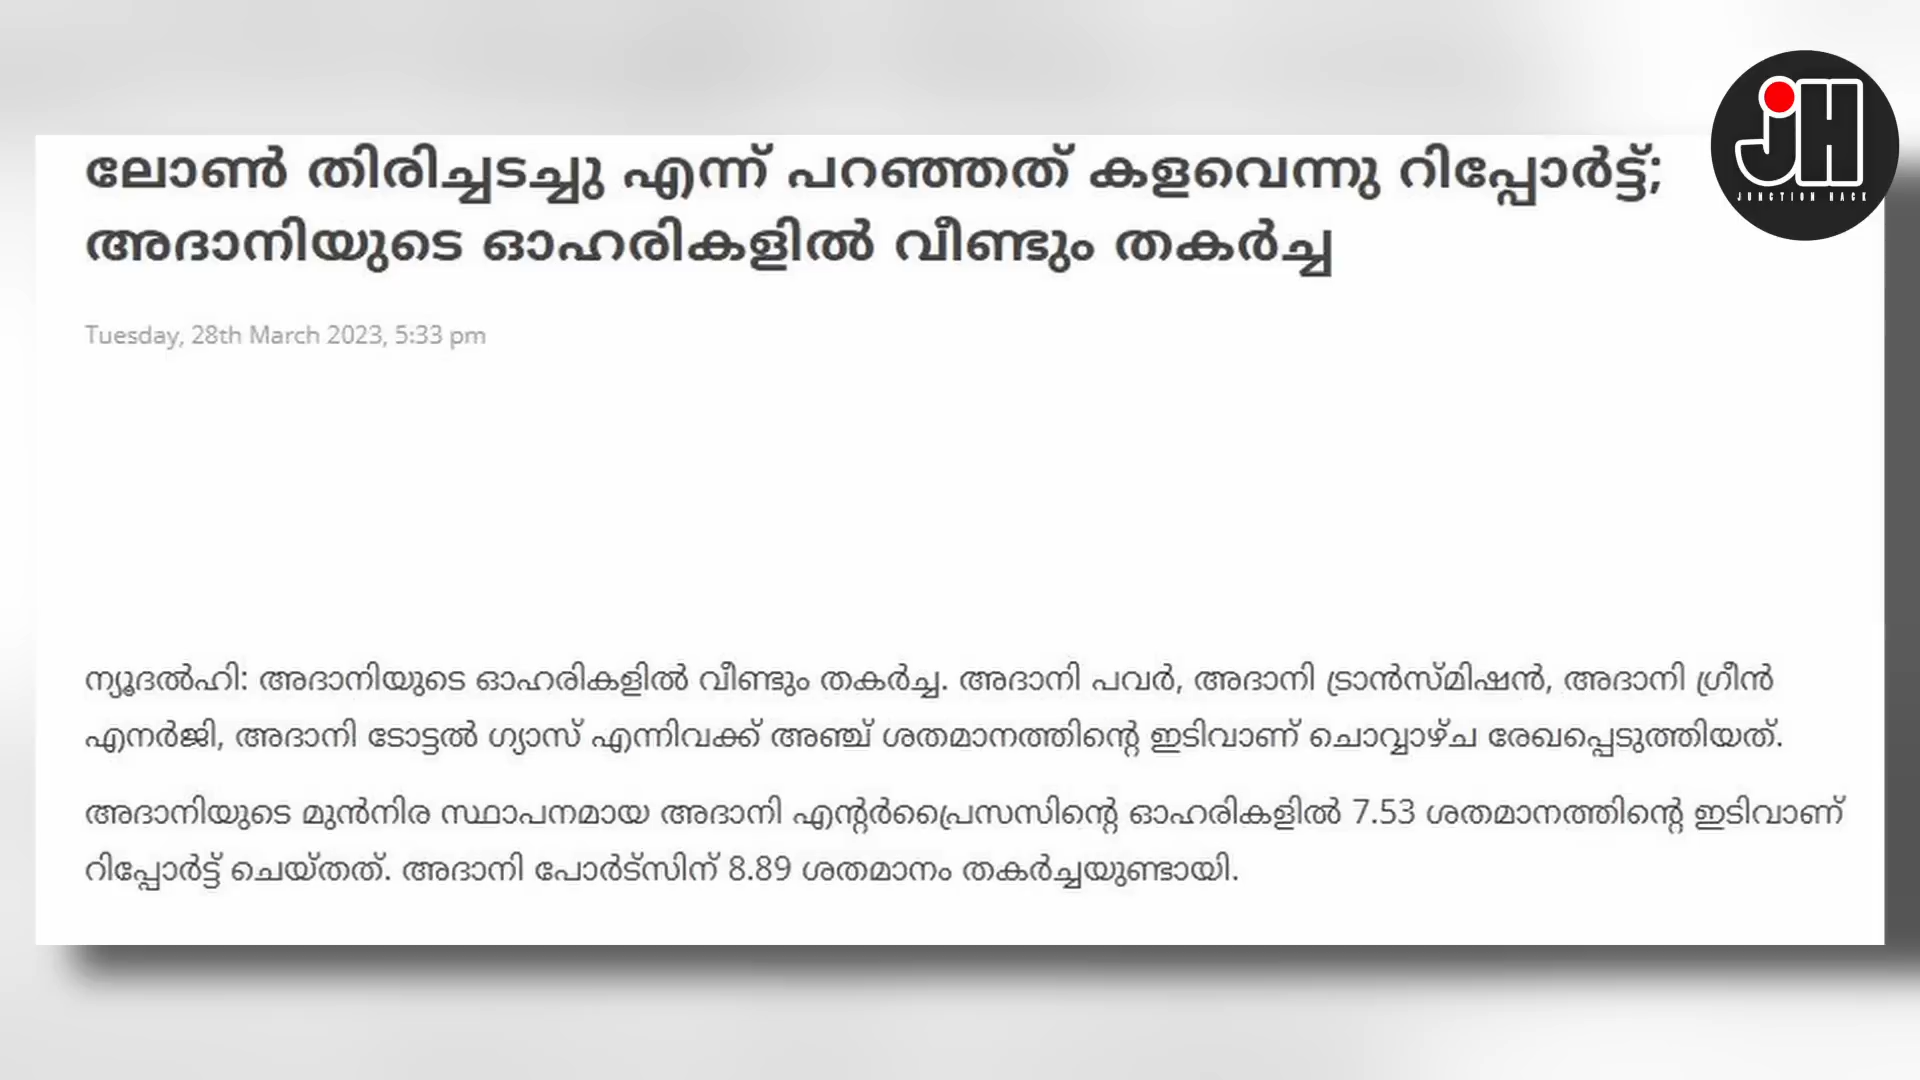 ലോൺ തിരിച്ചടച്ചു എന്ന് പറഞ്ഞത് കളവെന്നു റിപ്പോർട്ട്;
അദാനിയുടെ ഓഹരികളിൽ വീണ്ടും തകർച്ച
Tuesday, 28th March 2023, 5:33 pm
ന്യൂദൽഹി: അദാനിയുടെ ഓഹരികളിൽ വീണ്ടും തകർച്ച. അദാനി പവർ, അദാനി ട്രാൻസ്മിഷൻ, അദാനി ഗ്രീൻ
എനർജി, അദാനി ടോട്ടൽ ഗ്യാസ് എന്നിവക്ക് അഞ്ച് ശതമാനത്തിന്റെ ഇടിവാണ് ചൊവ്വാഴ്ച രേഖപ്പെടുത്തിയത്.
അദാനിയുടെ മുൻനിര സ്ഥാപനമായ അദാനി എന്റർപ്രൈസസിന്റെ ഓഹരികളിൽ 7.53 ശതമാനത്തിന്റെ ഇടിവാണ്
റിപ്പോർട്ട് ചെയ്തത്. അദാനി പോർട്സിന് 8.89 ശതമാനം തകർച്ചയുണ്ടായി.
JH
JUNCTION HACK